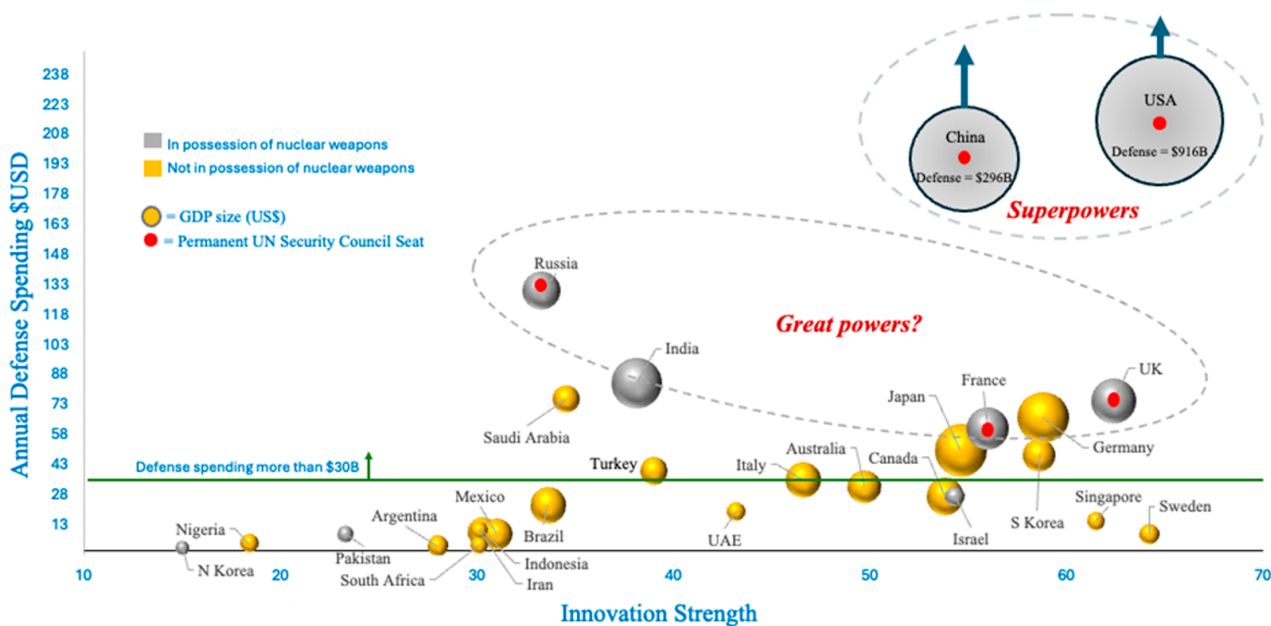 238
223
208
193
178
163
148
133
118
103
88
73
58
43
28
13
Annual Defense Spending $USD
In possession of nuclear weapons
Not in possession of nuclear weapons
= GDP size (US$)
= Permanent UN Security Council Seat
China
Defense = $296B
USA
Defense = $916B
Superpowers
Russia
Great powers?
India
Saudi Arabia
France
UK
Japan
Germany
Defense spending more than $30B
Turkey
Italy
Australia
Canada
S Korea
Israel
Singapore
Sweden
Mexico
Argentina
Brazil
UAE
Nigeria
N Korea
Pakistan
South Africa
Indonesia
Iran
10
20
30
40
50
60
70
Innovation Strength